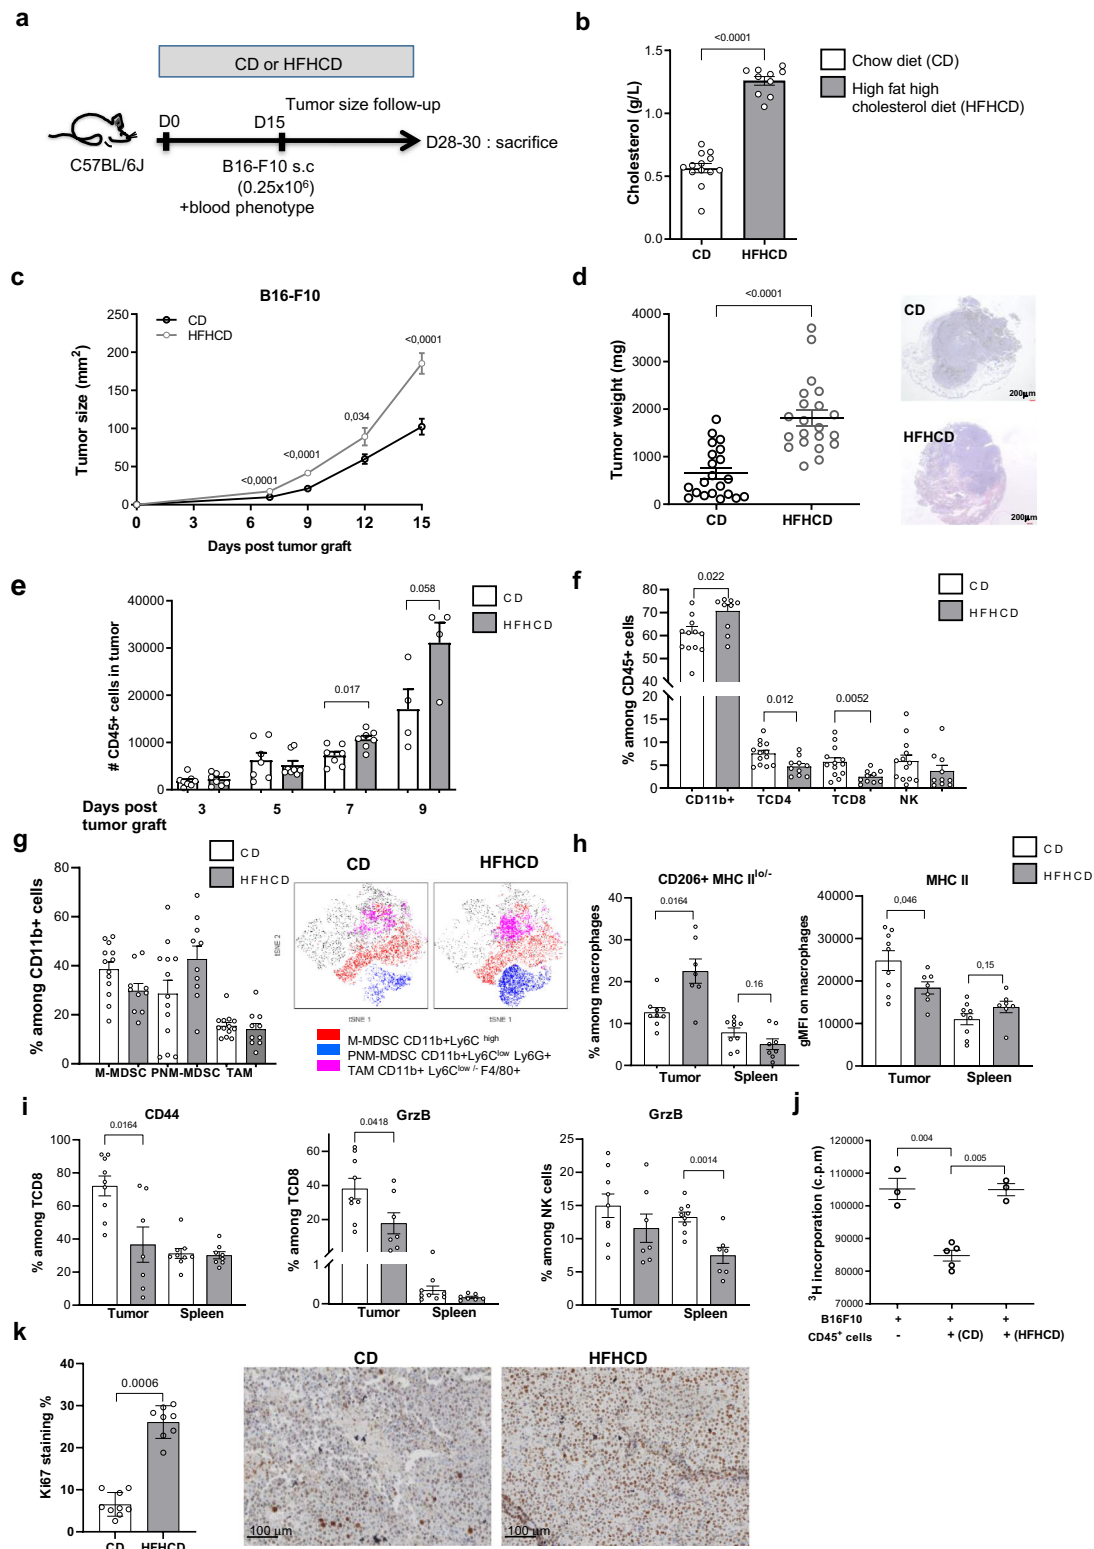 a
CD or HFHCD
Tumor size follow-up
D0
D15
D28-30 : sacrifice
C57BL/6J
B16-F10 s.c
(0.25x10⁶)
+blood phenotype
b
<0.0001
1.5
1.0
0.5
0.0
Cholesterol (g/L)
CD
HFHCD
Chow diet (CD)
High fat high
cholesterol diet (HFHCD)
c
B16-F10
250
200
150
100
50
0
Tumor size (mm²)
CD
HFHCD
<0,0001
<0,0001
0,034
<0,0001
0 3 6 9 12 15
Days post tumor graft
d
<0.0001
4000
3000
2000
1000
0
Tumor weight (mg)
CD
HFHCD
CD
200µm
HFHCD
200µm
e
40000
30000
20000
10000
0
# CD45+ cells in tumor
0.017
0.058
CD
HFHCD
Days post
tumor graft
3 5 7 9
f
80
70
60
50
40
20
15
10
5
0
% among CD45+ cells
0.022
0.012
0.0052
CD11b+ TCD4 TCD8 NK
CD
HFHCD
g
80
60
40
20
0
% among CD11b+ cells
CD
HFHCD
M-MDSC PNM-MDSC TAM
CD
HFHCD
tSNE 2
tSNE 1
tSNE 1
M-MDSC CD11b+Ly6C high
PNM-MDSC CD11b+Ly6Clow Ly6G+
TAM CD11b+ Ly6Clow /- F4/80+
h
CD206+ MHC IIlo/-
40
30
20
10
0
% among macrophages
0.0164
0.16
Tumor Spleen
MHC II
40000
30000
20000
10000
0
gMFI on macrophages
0,046
0,15
Tumor Spleen
CD
HFHCD
i
CD44
100
80
60
40
20
0
% among TCD8
0.0164
Tumor Spleen
GrzB
60
40
20
1
0
% among TCD8
0.0418
Tumor Spleen
GrzB
25
20
15
10
5
0
% among NK cells
0.0014
Tumor Spleen
j
120000
110000
100000
90000
80000
70000
³H incorporation (c.p.m)
0.004
0.005
B16F10 + + +
CD45⁺ cells - + (CD) + (HFHCD)
k
40
30
20
10
0
Ki67 staining %
0.0006
CD HFHCD
CD
100 µm
HFHCD
100 µm